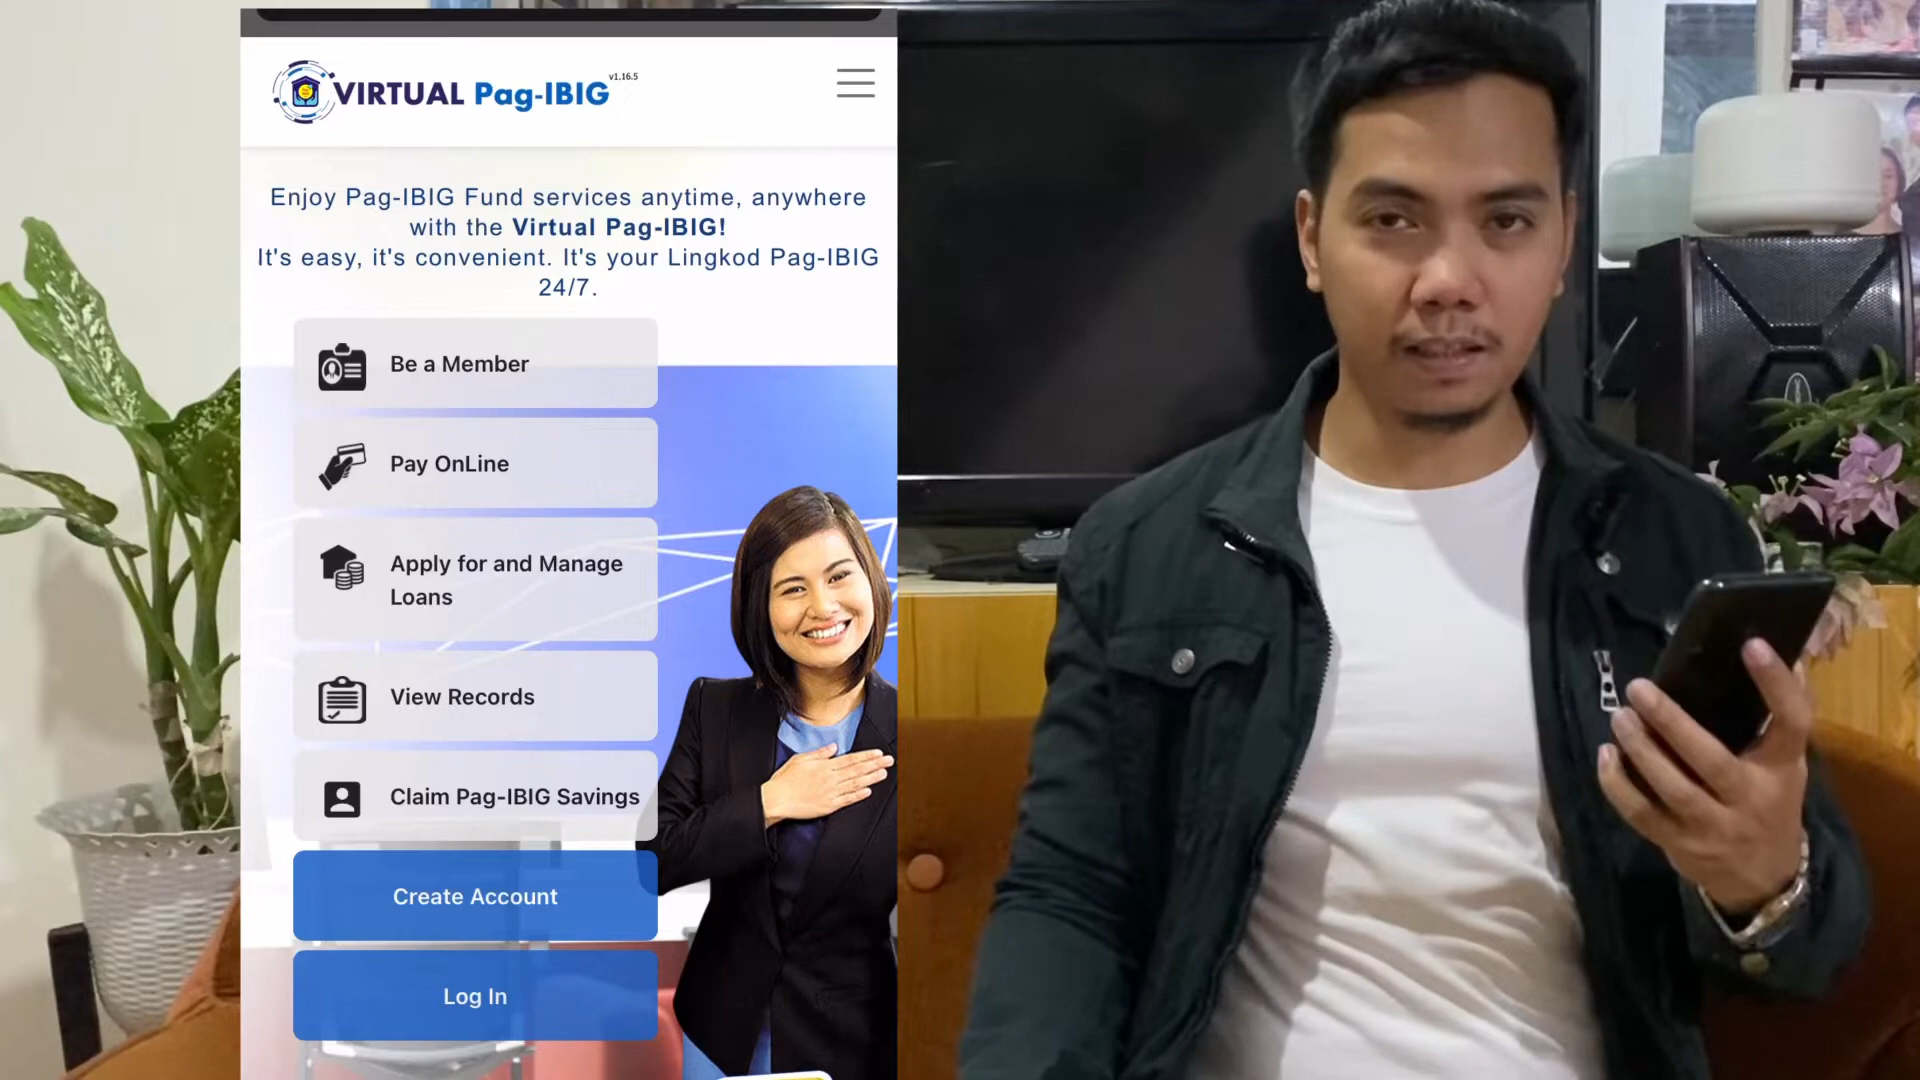 VIRTUAL Pag-IBIG v1.16.5
Enjoy Pag-IBIG Fund services anytime, anywhere
with the Virtual Pag-IBIG!
It's easy, it's convenient. It's your Lingkod Pag-IBIG
24/7.
Be a Member
Pay OnLine
Apply for and Manage
Loans
View Records
Claim Pag-IBIG Savings
Create Account
Log In